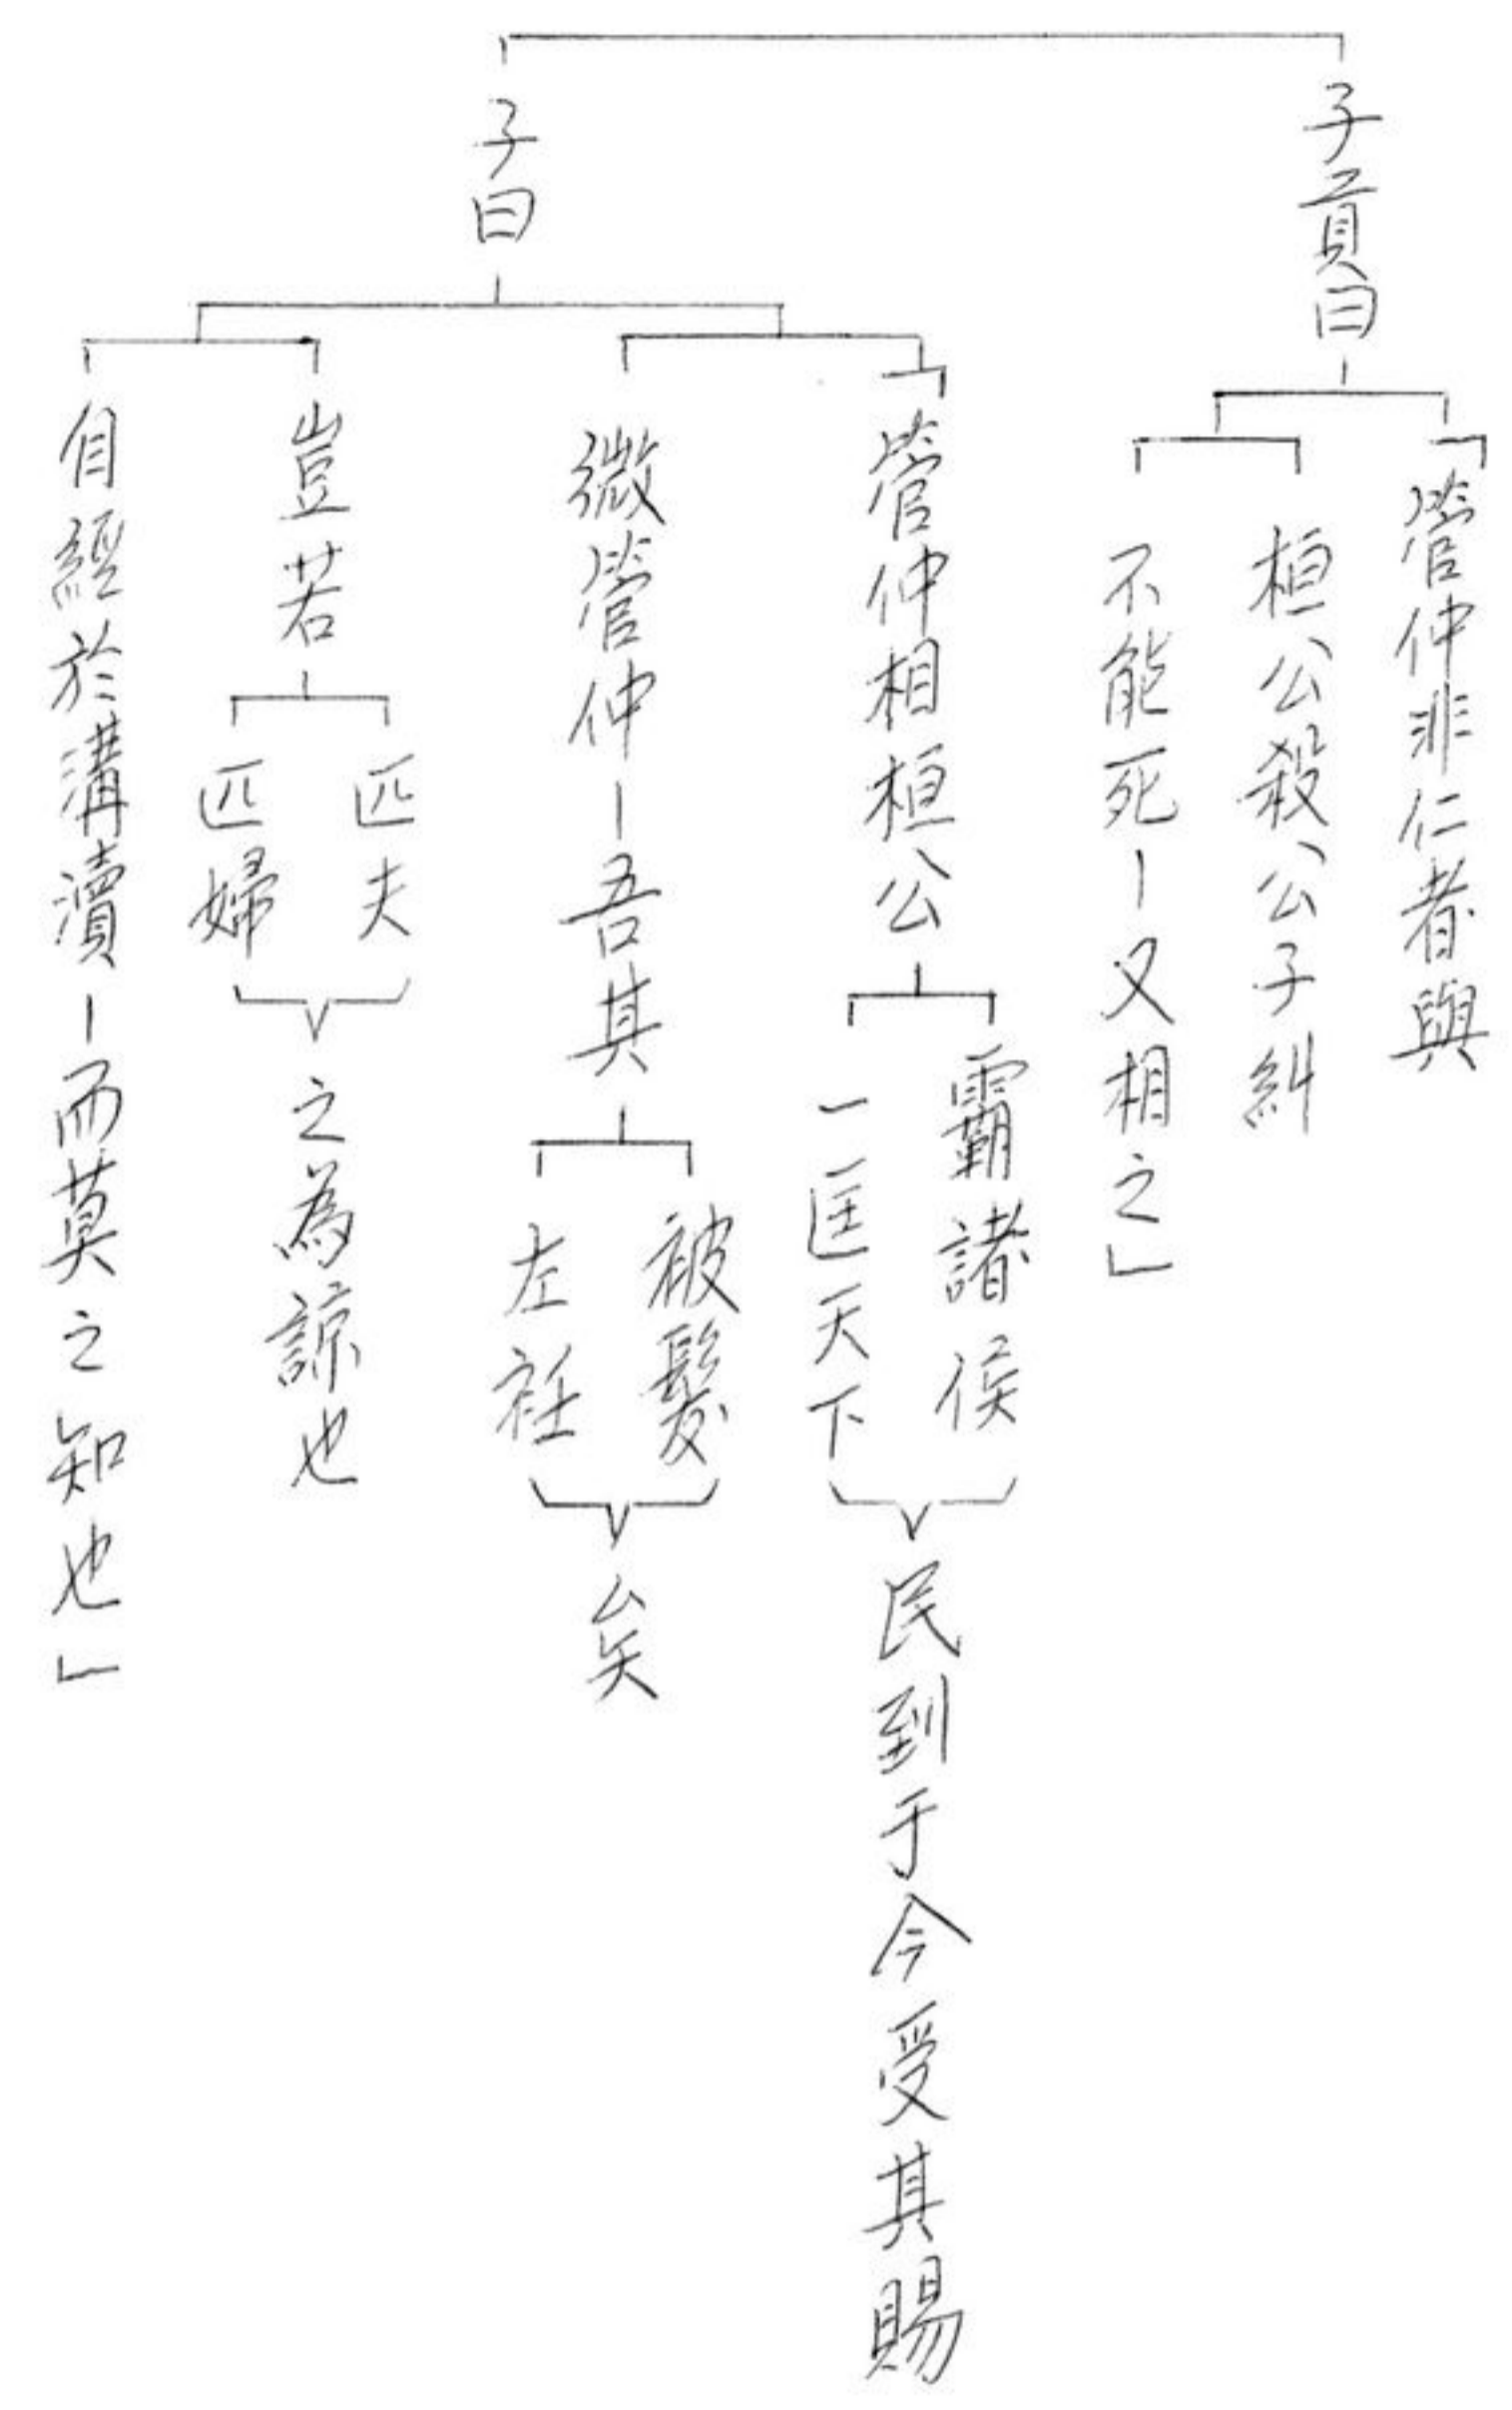 子貢曰
「管仲非仁者與
桓公殺公子糾
不能死－又相之」
子曰
「管仲相桓公
霸諸侯
一匡天下
民到于今受其賜
微管仲－吾其
被髮
左衽
矣
豈若
匹夫
匹婦
之為諒也
自經於溝瀆－而莫之知也」